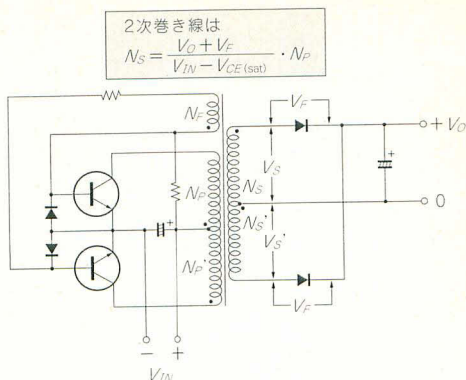 2次巻き線は
N_S = (V_O + V_F) / (V_IN − V_CE(sat)) · N_P
N_F
V_F
+V_O
V_S
N_P
N_S
N_S'
0
V_S'
N_P'
V_F
− +
V_IN